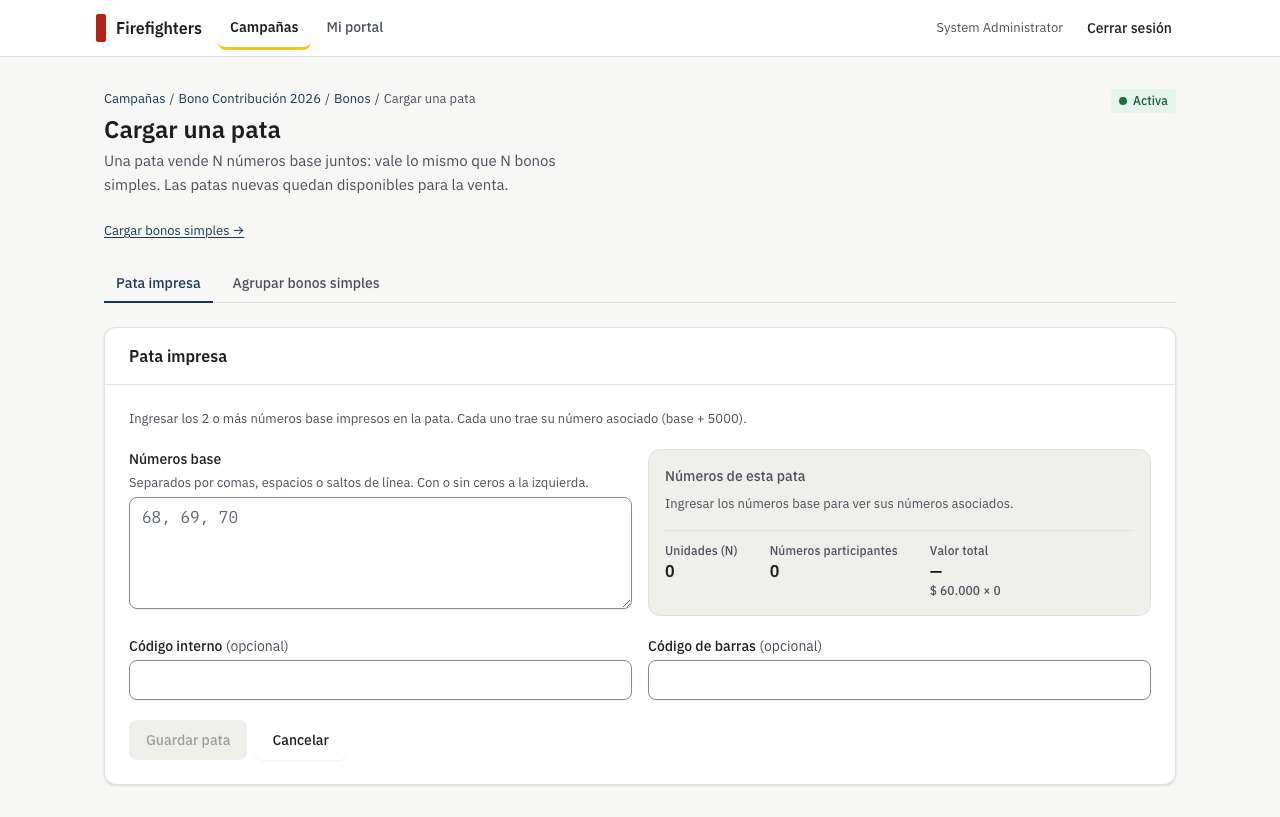 Firefighters
Campañas
Mi portal
System Administrator
Cerrar sesión
Campañas / Bono Contribución 2026 / Bonos / Cargar una pata
Activa
Cargar una pata
Una pata vende N números base juntos: vale lo mismo que N bonos
simples. Las patas nuevas quedan disponibles para la venta.
Cargar bonos simples →
Pata impresa
Agrupar bonos simples
Pata impresa
Ingresar los 2 o más números base impresos en la pata. Cada uno trae su número asociado (base + 5000).
Números base
Separados por comas, espacios o saltos de línea. Con o sin ceros a la izquierda.
68, 69, 70
Números de esta pata
Ingresar los números base para ver sus números asociados.
Unidades (N)
0
Números participantes
0
Valor total
—
$ 60.000 × 0
Código interno (opcional)
Código de barras (opcional)
Guardar pata
Cancelar